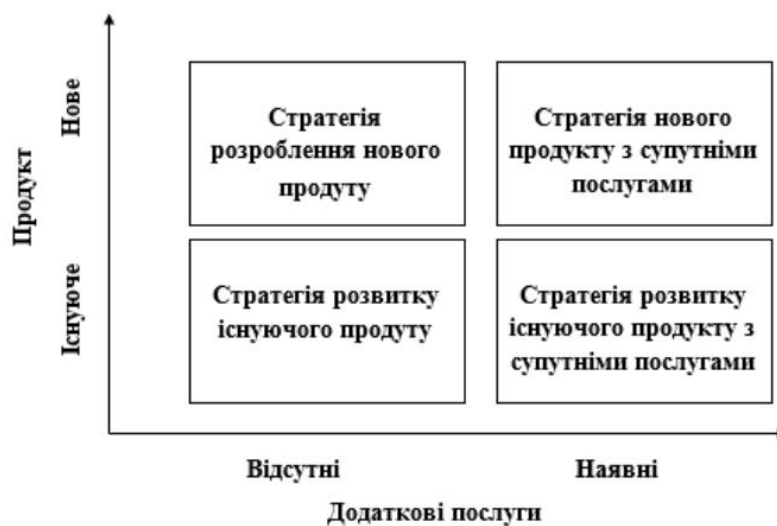 Продукт
Нове
Стратегія
розроблення нового
продуту
Стратегія нового
продукту з супутніми
послугами
Існуюче
Стратегія розвитку
існуючого продуту
Стратегія розвитку
існуючого продукту з
супутніми послугами
Відсутні
Наявні
Додаткові послуги